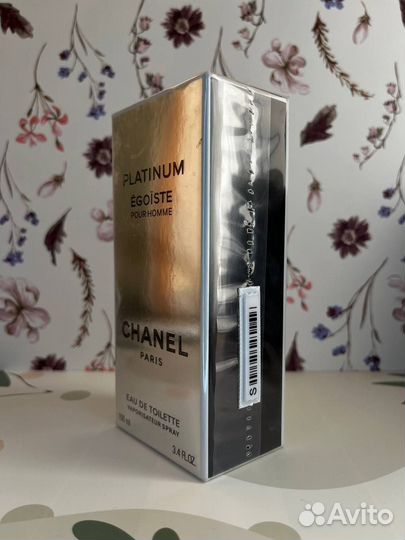 PLATINUM
ÉGOÏSTE
POUR HOMME
CHANEL
PARIS
EAU DE TOILETTE
VAPORISATEUR SPRAY
100 ml
3.4 FL.OZ.
S
Avito